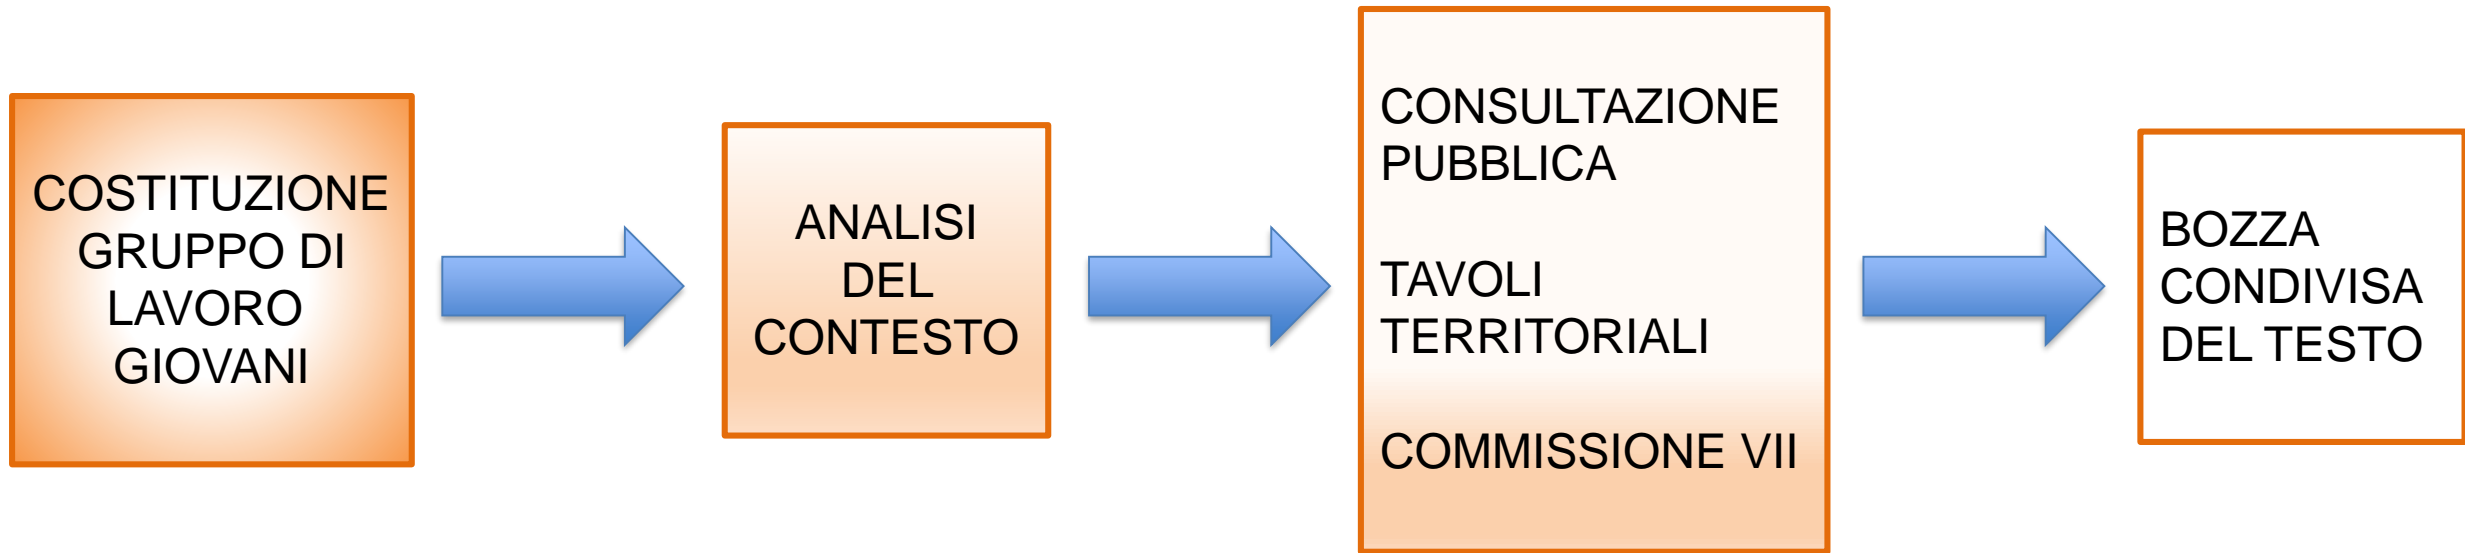 COSTITUZIONE
GRUPPO DI
LAVORO
GIOVANI
ANALISI
DEL
CONTESTO
CONSULTAZIONE
PUBBLICA
TAVOLI
TERRITORIALI
COMMISSIONE VII
BOZZA
CONDIVISA
DEL TESTO